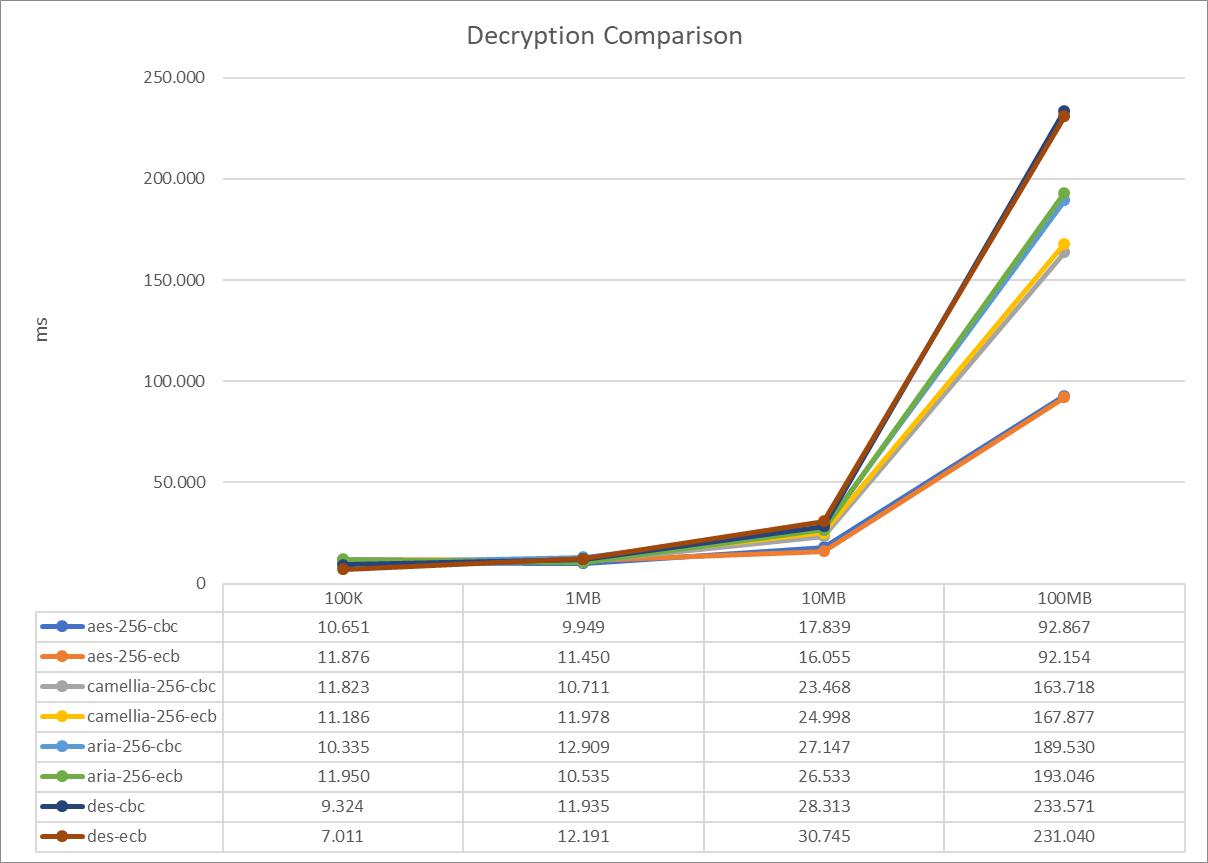 Decryption Comparison
250.000
200.000
150.000
ms
100.000
50.000
0
100K 1MB 10MB 100MB
aes-256-cbc 10.651 9.949 17.839 92.867
aes-256-ecb 11.876 11.450 16.055 92.154
camellia-256-cbc 11.823 10.711 23.468 163.718
camellia-256-ecb 11.186 11.978 24.998 167.877
aria-256-cbc 10.335 12.909 27.147 189.530
aria-256-ecb 11.950 10.535 26.533 193.046
des-cbc 9.324 11.935 28.313 233.571
des-ecb 7.011 12.191 30.745 231.040